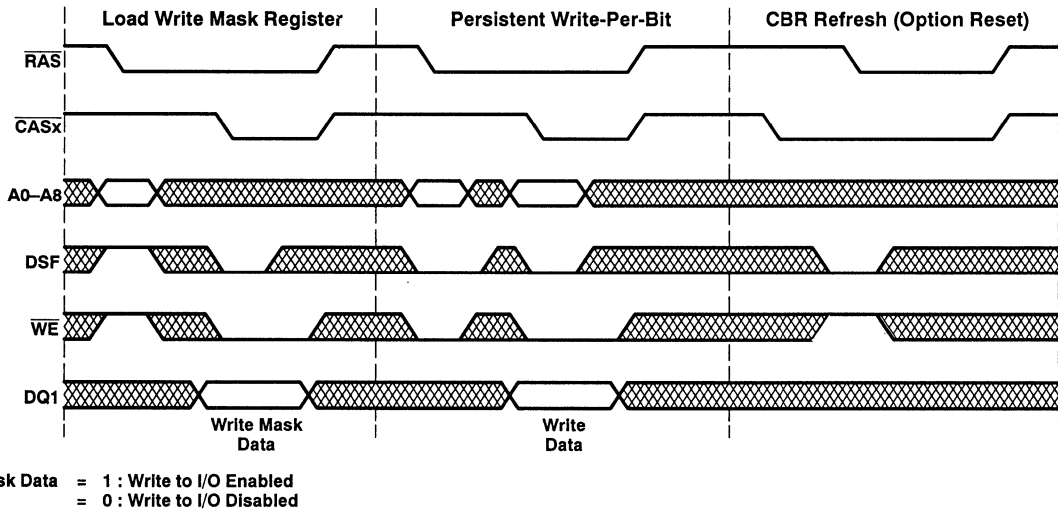 Load Write Mask Register Persistent Write-Per-Bit CBR Refresh (Option Reset)
RAS
CASx
A0–A8
DSF
WE
DQ1
Write Mask Data
Write Data
Data = 1 : Write to I/O Enabled
= 0 : Write to I/O Disabled